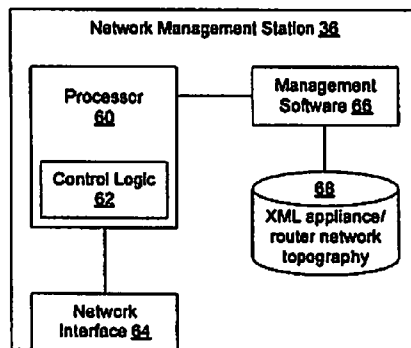 Network Management Station 36
Processor
60
Control Logic
62
Management
Software 66
68
XML appliance/
router network
topography
Network
Interface 64